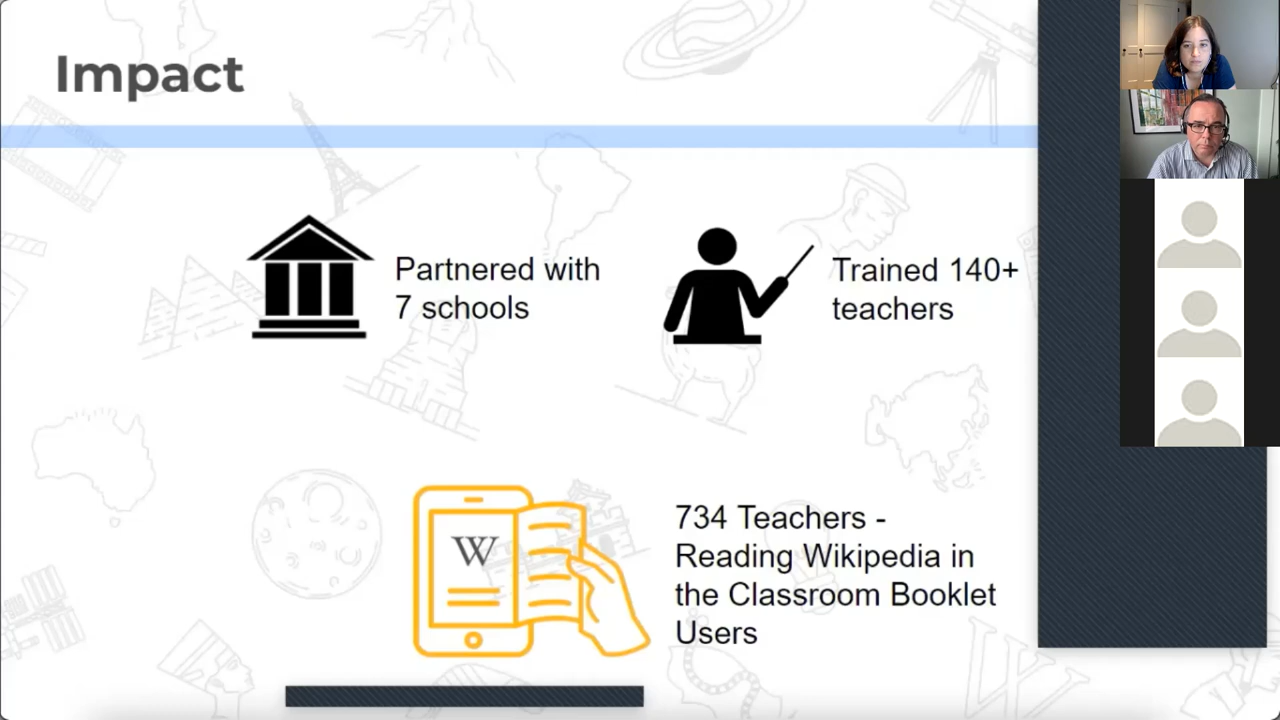 Impact
Partnered with
7 schools
Trained 140+
teachers
W
734 Teachers -
Reading Wikipedia in
the Classroom Booklet
Users
W